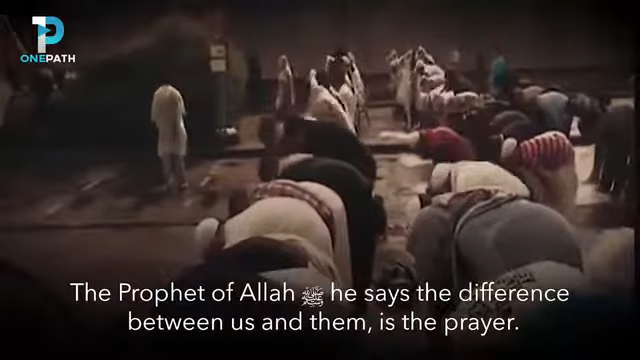 1P
ONEPATH
The Prophet of Allah ﷺ he says the difference
between us and them, is the prayer.